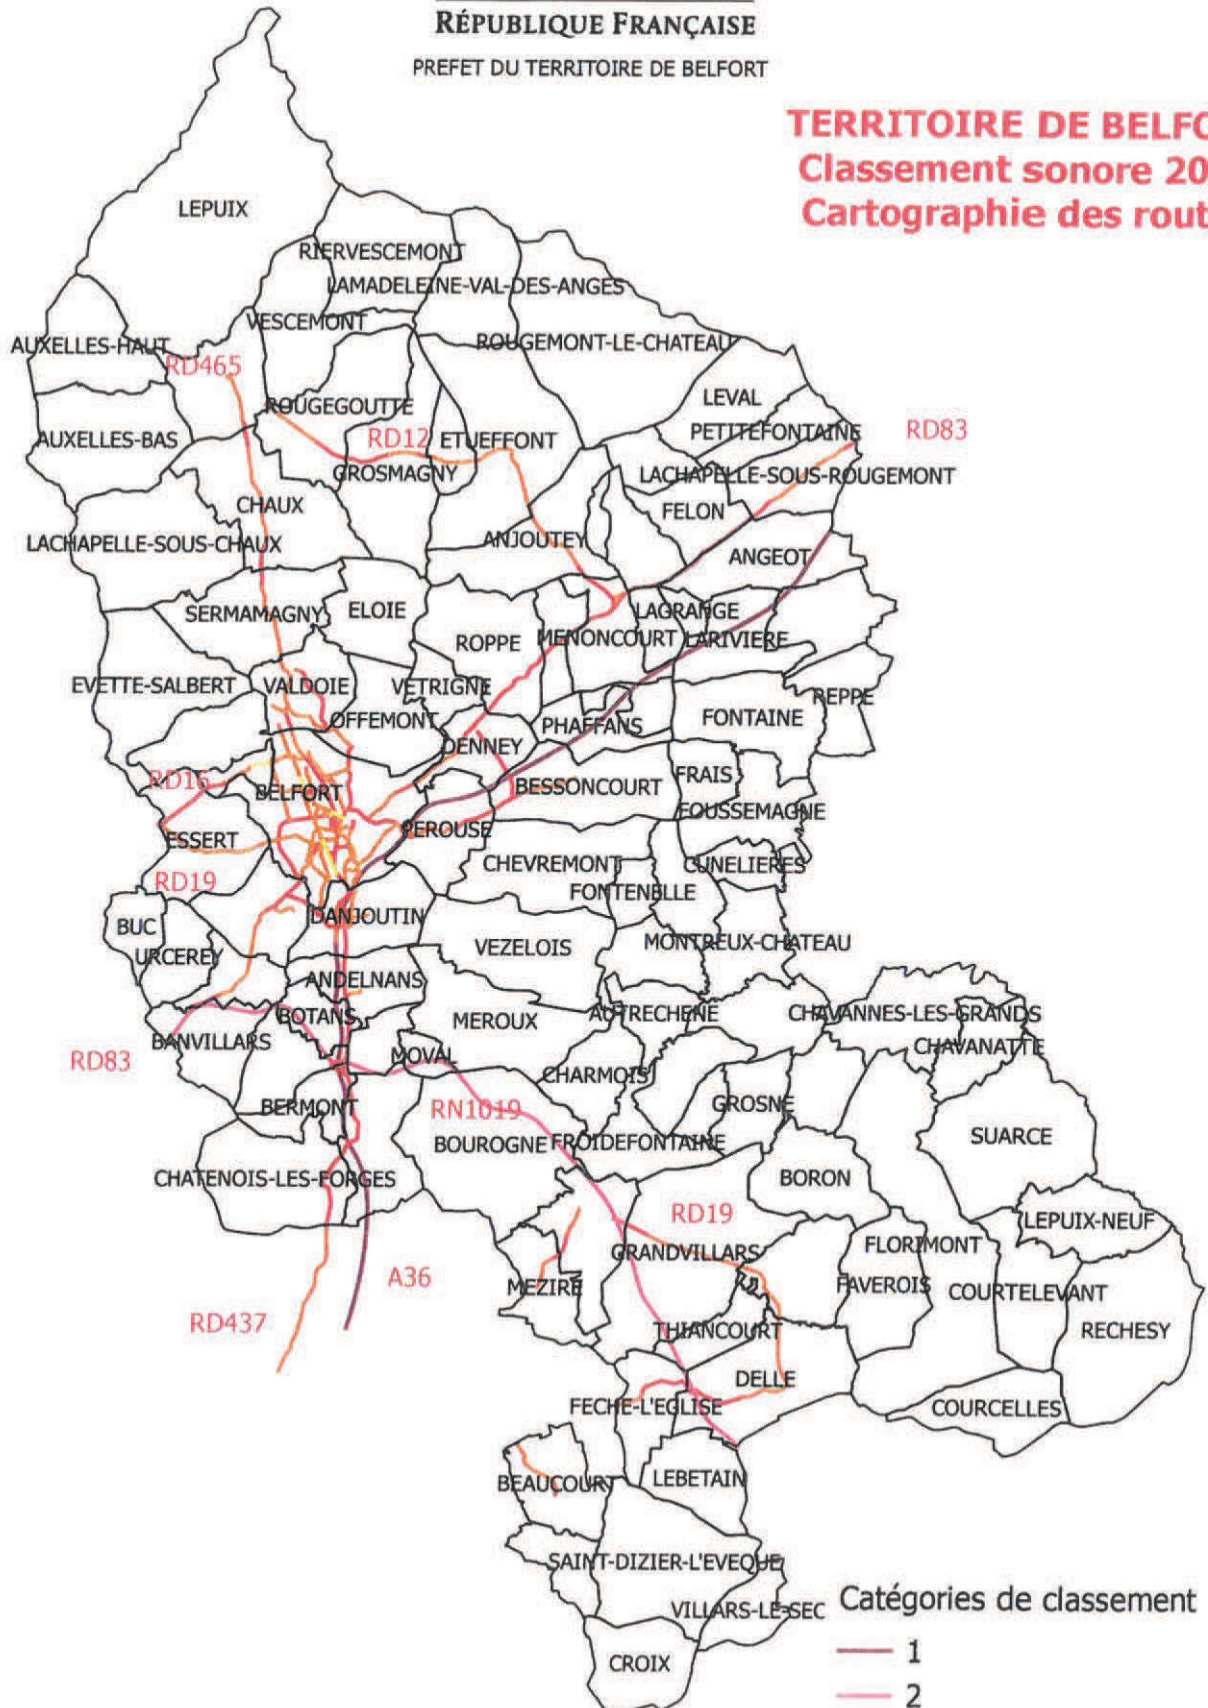 RÉPUBLIQUE FRANÇAISE
PREFET DU TERRITOIRE DE BELFORT
TERRITOIRE DE BELFO
Classement sonore 20
Cartographie des rout
LEPUIX
RIERVESCEMONT
LAMADELEINE-VAL-DES-ANGES
VESCEMONT
AUXELLES-HAUT
ROUGEMONT-LE-CHATEAU
RD465
LEVAL
ROUGEGOUTTE
AUXELLES-BAS
RD12
ETUEFFONT
PETITEFONTAINE
RD83
GROSMAGNY
LACHAPELLE-SOUS-ROUGEMONT
CHAUX
FELON
LACHAPELLE-SOUS-CHAUX
ANJOUTEY
ANGEOT
SERMAMAGNY
ELOIE
LAGRANGE
ROPPE
MENONCOURT
LARIVIERE
EVETTE-SALBERT
VALDOIE
VETRIGNE
REPPE
OFFEMONT
PHAFFANS
FONTAINE
DENNEY
RD16
BELFORT
BESSONCOURT
FRAIS
FOUSSEMAGNE
ESSERT
PEROUSE
CHEVREMONT
CUNELIERES
RD19
FONTENELLE
BUC
DANJOUTIN
URCEREY
VEZELOIS
MONTREUX-CHATEAU
ANDELNANS
BOTANS
MEROUX
AUTRECHENE
CHAVANNES-LES-GRANDS
BANVILLARS
CHAVANATTE
RD83
MOVAL
CHARMOIS
BERMONT
RN1019
GROSNE
BOUROGNE
FROIDEFONTAINE
SUARCE
CHATENOIS-LES-FORGES
BORON
RD19
LEPUIX-NEUF
GRANDVILLARS
FLORIMONT
A36
MEZIRE
FAVEROIS
COURTELEVANT
RD437
THIANCOURT
RECHESY
DELLE
FECHE-L'EGLISE
COURCELLES
BEAUCOURT
LEBETAIN
SAINT-DIZIER-L'EVEQUE
VILLARS-LE-SEC
Catégories de classement
CROIX
1
2